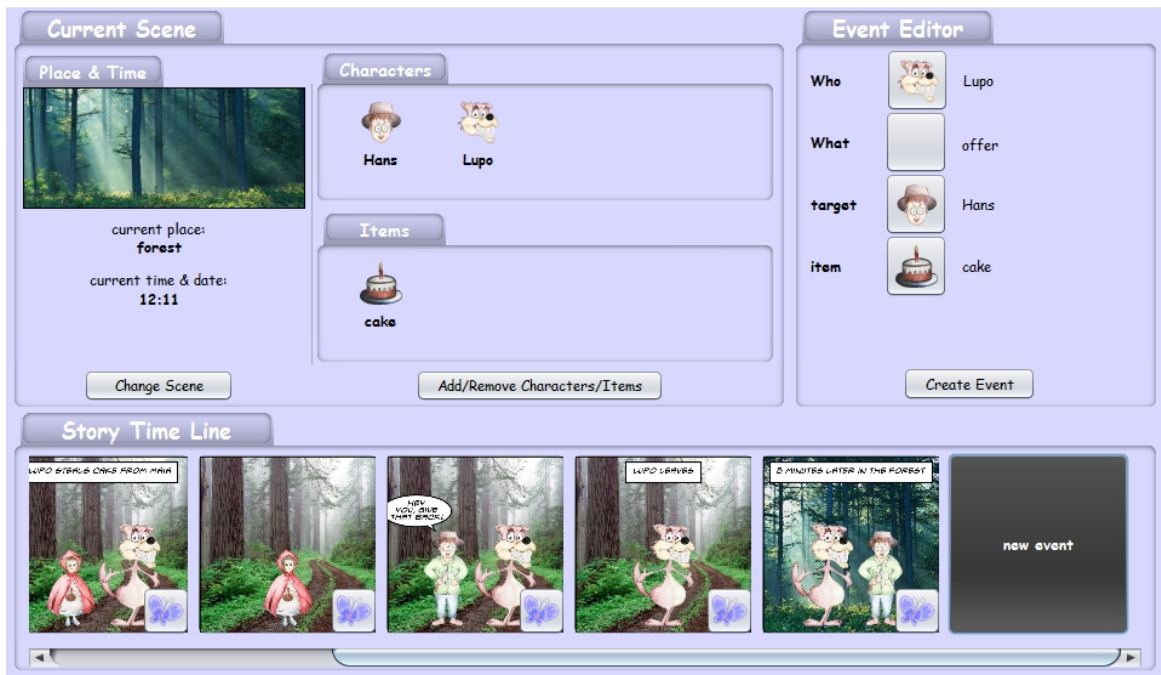 Current Scene
Place & Time
current place:
forest
current time & date:
12:11
Change Scene
Characters
Hans
Lupo
Items
cake
Add/Remove Characters/Items
Event Editor
Who
Lupo
What
offer
target
Hans
item
cake
Create Event
Story Time Line
LUPO STEALS CAKE FROM MAIA
HEY
YOU, GIVE
THAT BACK!
LUPO LEAVES
5 MINUTES LATER IN THE FOREST
new event